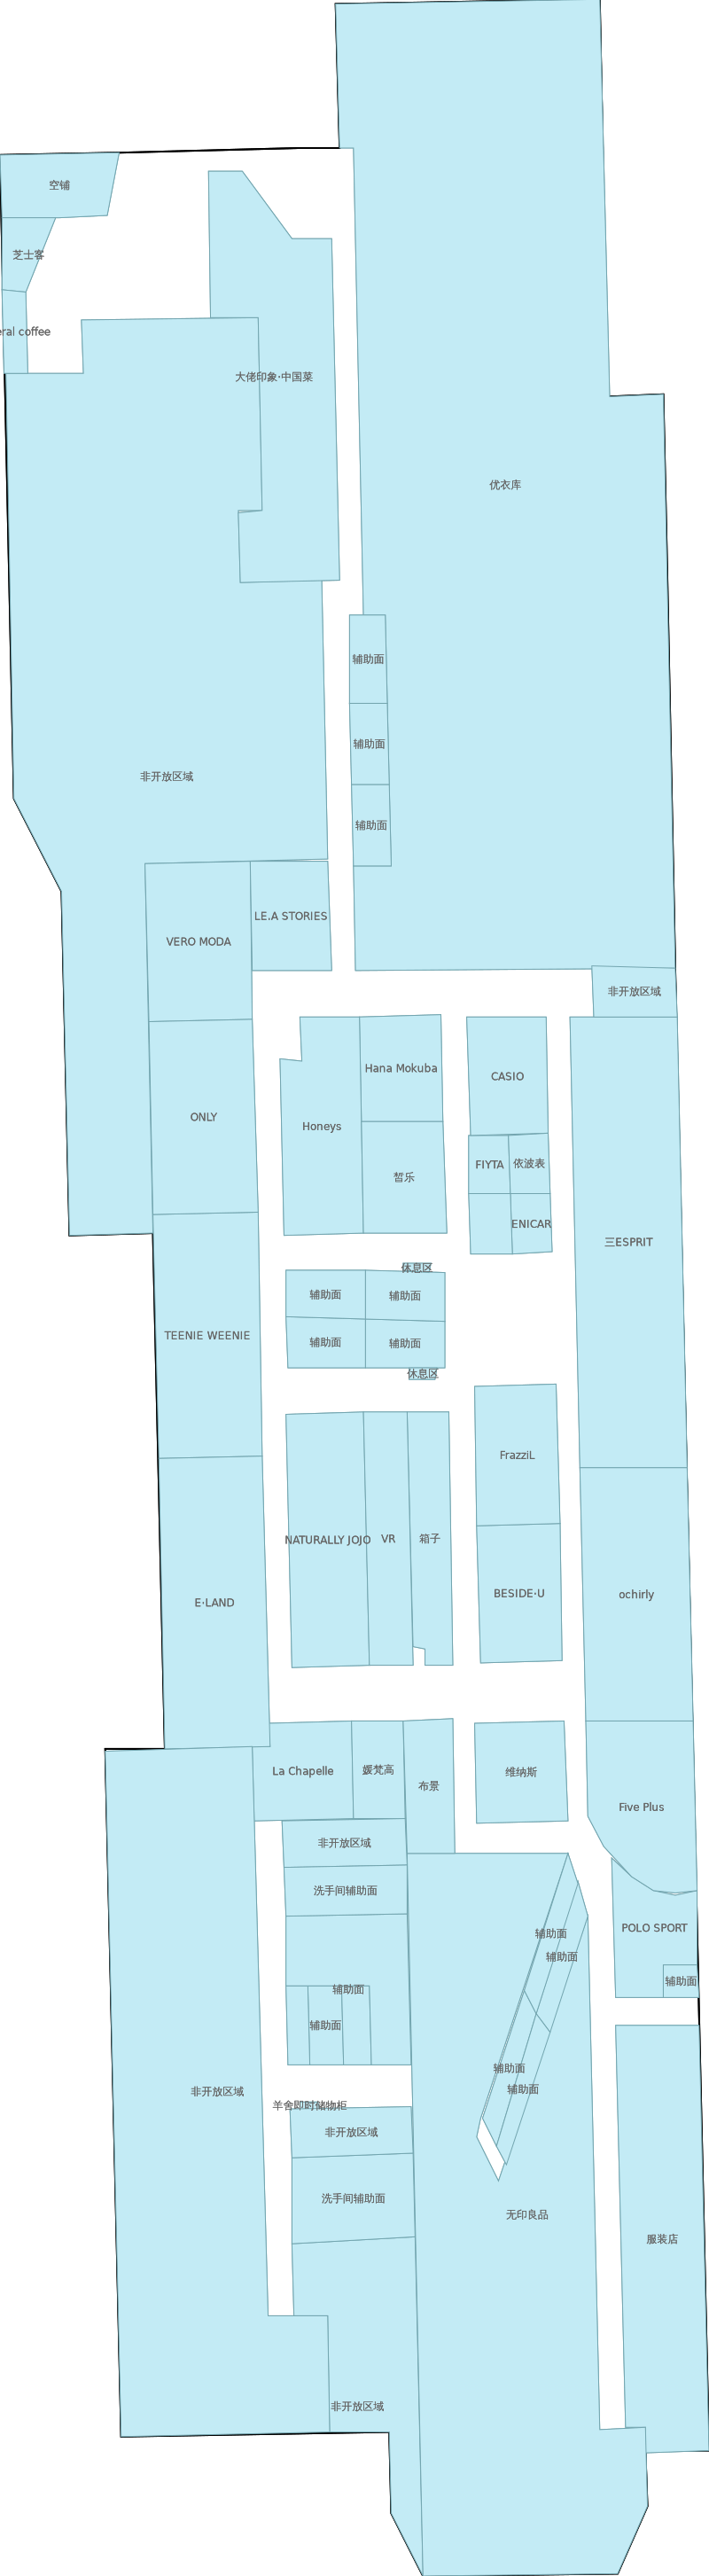 空铺
芝士客
eral coffee
大佬印象·中国菜
优衣库
辅助面
辅助面
非开放区域
辅助面
LE.A STORIES
VERO MODA
非开放区域
Hana Mokuba
CASIO
ONLY
Honeys
FIYTA
依波表
皙乐
ENICAR
三ESPRIT
休息区
辅助面
辅助面
TEENIE WEENIE
辅助面
辅助面
休息区
FrazziL
NATURALLY JOJO
VR
箱子
BESIDE·U
ochirly
E·LAND
La Chapelle
媛梵高
布景
维纳斯
Five Plus
非开放区域
洗手间辅助面
POLO SPORT
辅助面
辅助面
辅助面
辅助面
辅助面
辅助面
非开放区域
辅助面
羊舍即时储物柜
非开放区域
洗手间辅助面
无印良品
服装店
非开放区域